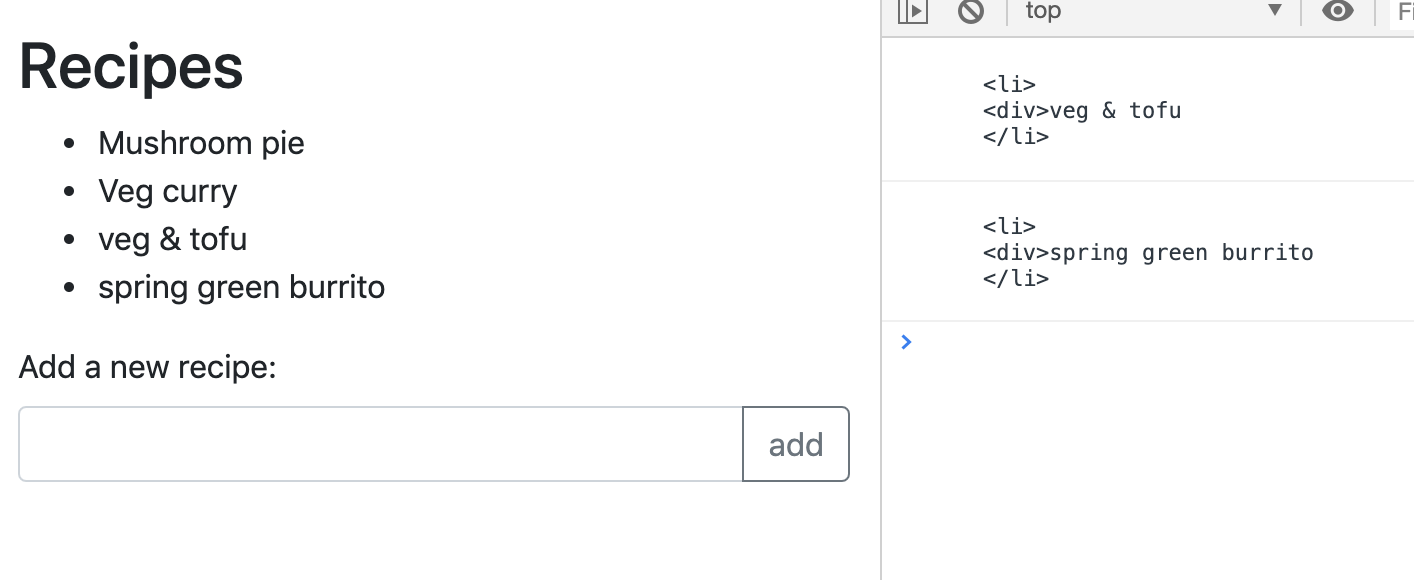 Recipes
• Mushroom pie
• Veg curry
• veg & tofu
• spring green burrito
Add a new recipe:
add
top
<li>
<div>veg & tofu
</li>
<li>
<div>spring green burrito
</li>